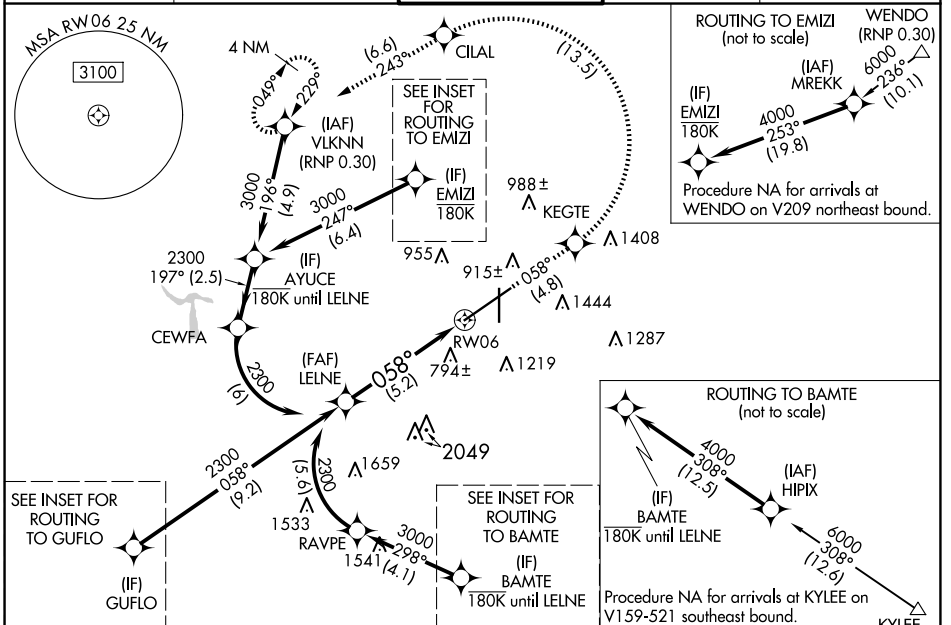 MSA RW06 25 NM
3100
4 NM
049°
229°
(IAF)
VLKNN
(RNP 0.30)
(6.6)
243°
CILAL
(13.5)
SEE INSET
FOR
ROUTING
TO EMIZI
(IF)
EMIZI
180K
3000
196°
(4.9)
3000
247°
(6.4)
988±
KEGTE
1408
955
915±
058°
(4.8)
1444
1287
2300
197° (2.5)
(IF)
AYUCE
180K until LELNE
CEWFA
2300
(6)
(FAF)
LELNE
058°
(5.2)
RW06
794±
1219
2049
2300
058°
(9.2)
2300
(5.6)
1659
1533
RAVPE
1541
3000
298°
(4.1)
SEE INSET FOR
ROUTING
TO GUFLO
(IF)
GUFLO
SEE INSET FOR
ROUTING
TO BAMTE
(IF)
BAMTE
180K until LELNE
ROUTING TO EMIZI
(not to scale)
WENDO
(RNP 0.30)
6000
236°
(10.1)
(IAF)
MREKK
(IF)
EMIZI
180K
4000
253°
(19.8)
Procedure NA for arrivals at
WENDO on V209 northeast bound.
ROUTING TO BAMTE
(not to scale)
4000
308°
(12.5)
(IAF)
HIPIX
(IF)
BAMTE
180K until LELNE
6000
308°
(12.6)
Procedure NA for arrivals at KYLEE on
V159-521 southeast bound.
KYLEE